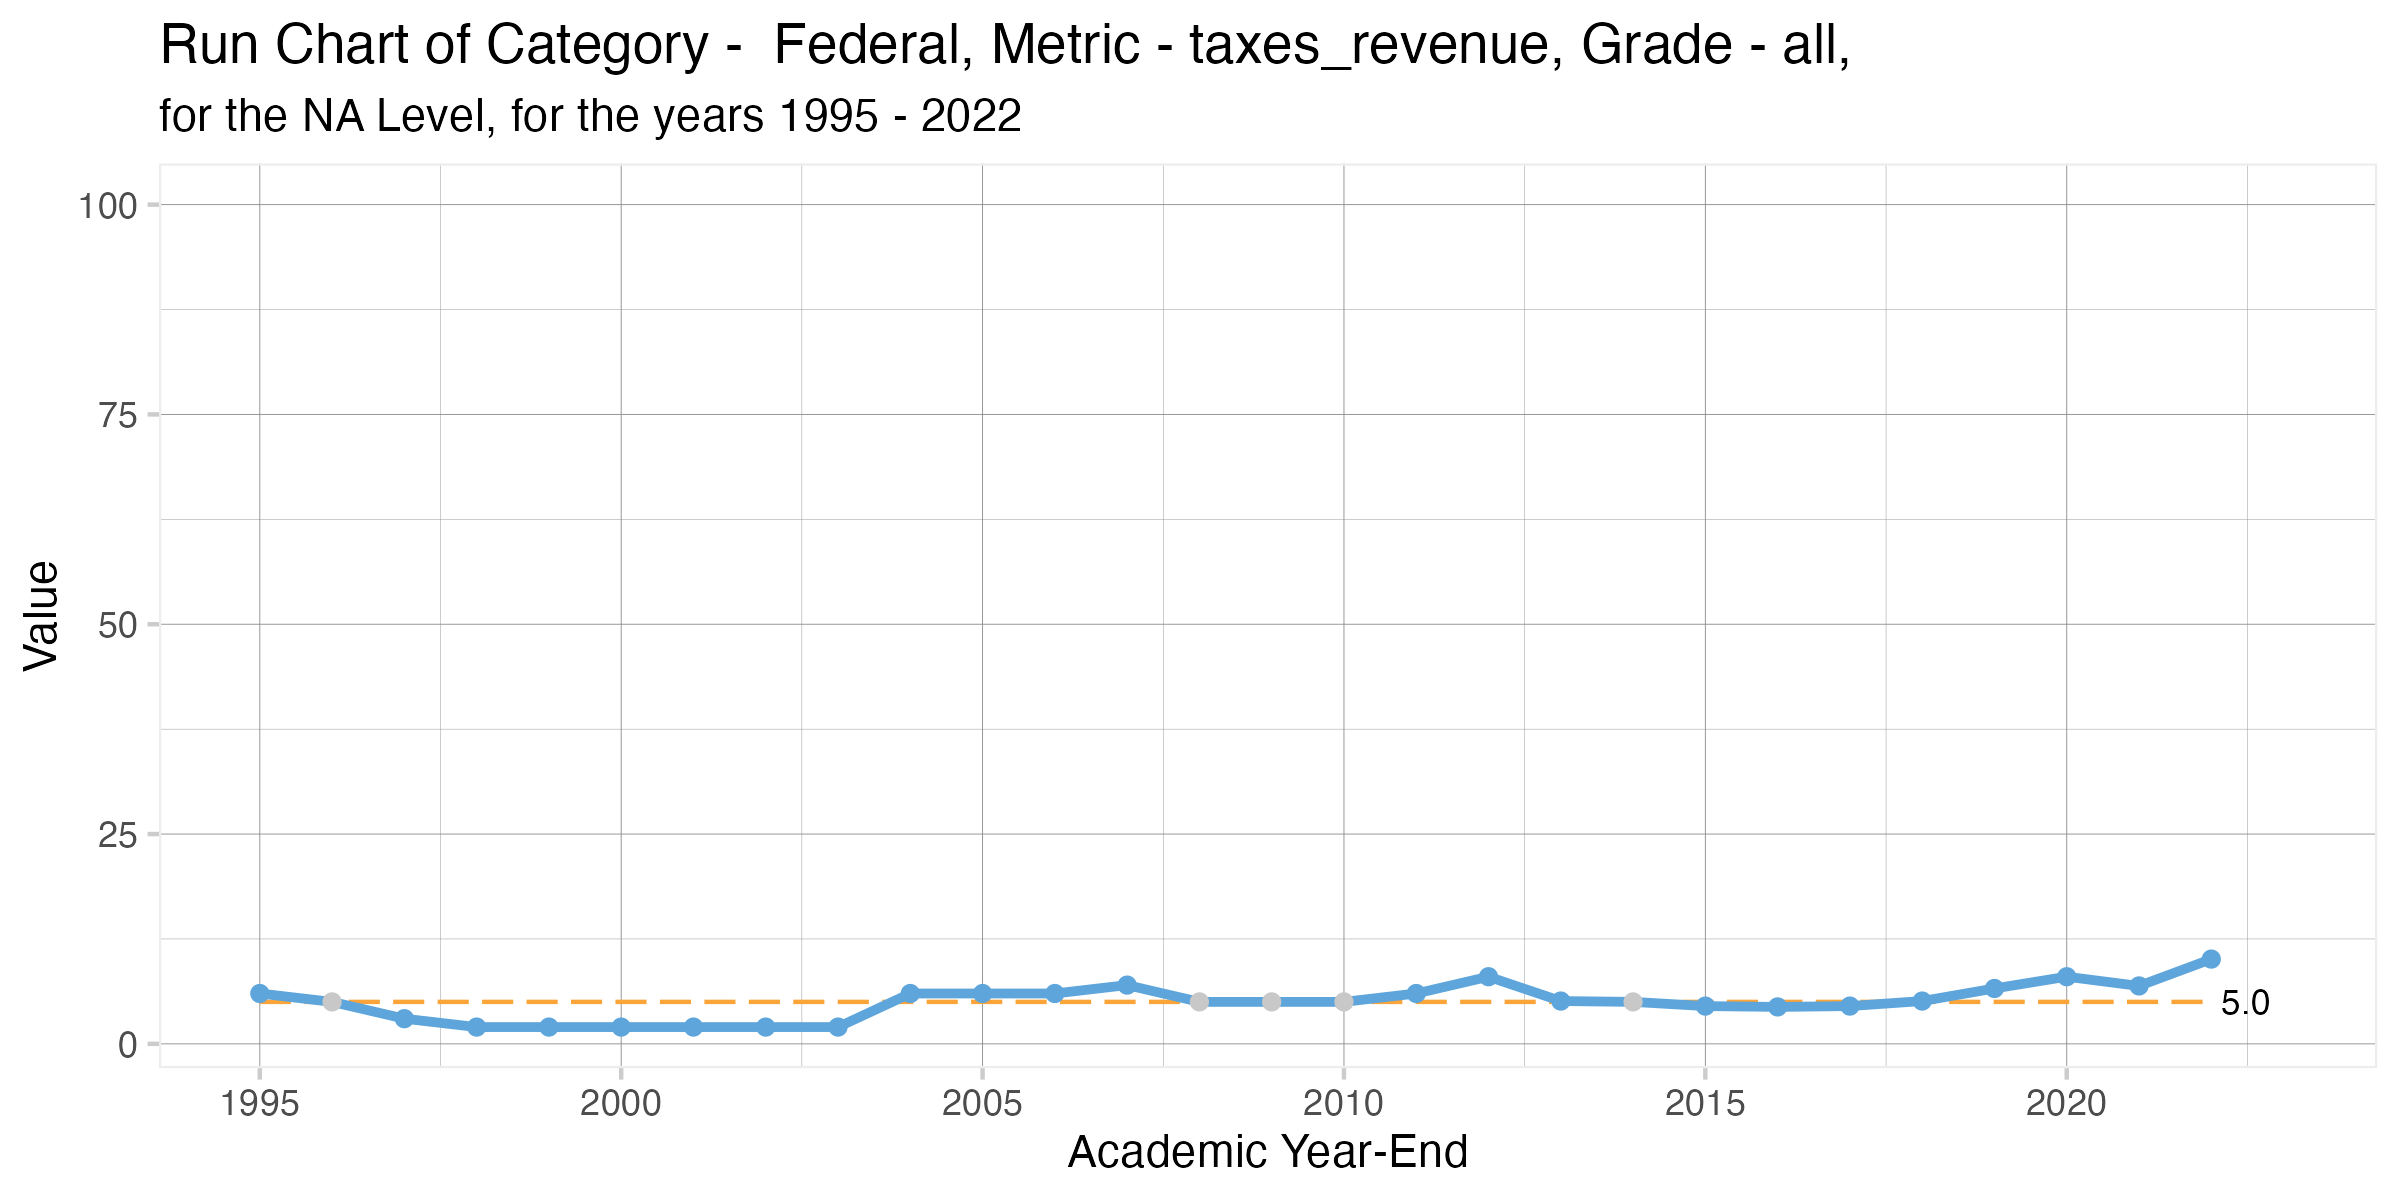 Run Chart of Category -  Federal, Metric - taxes_revenue, Grade - all,
for the NA Level, for the years 1995 - 2022
100
75
50
25
0
Value
5.0
1995 2000 2005 2010 2015 2020
Academic Year-End